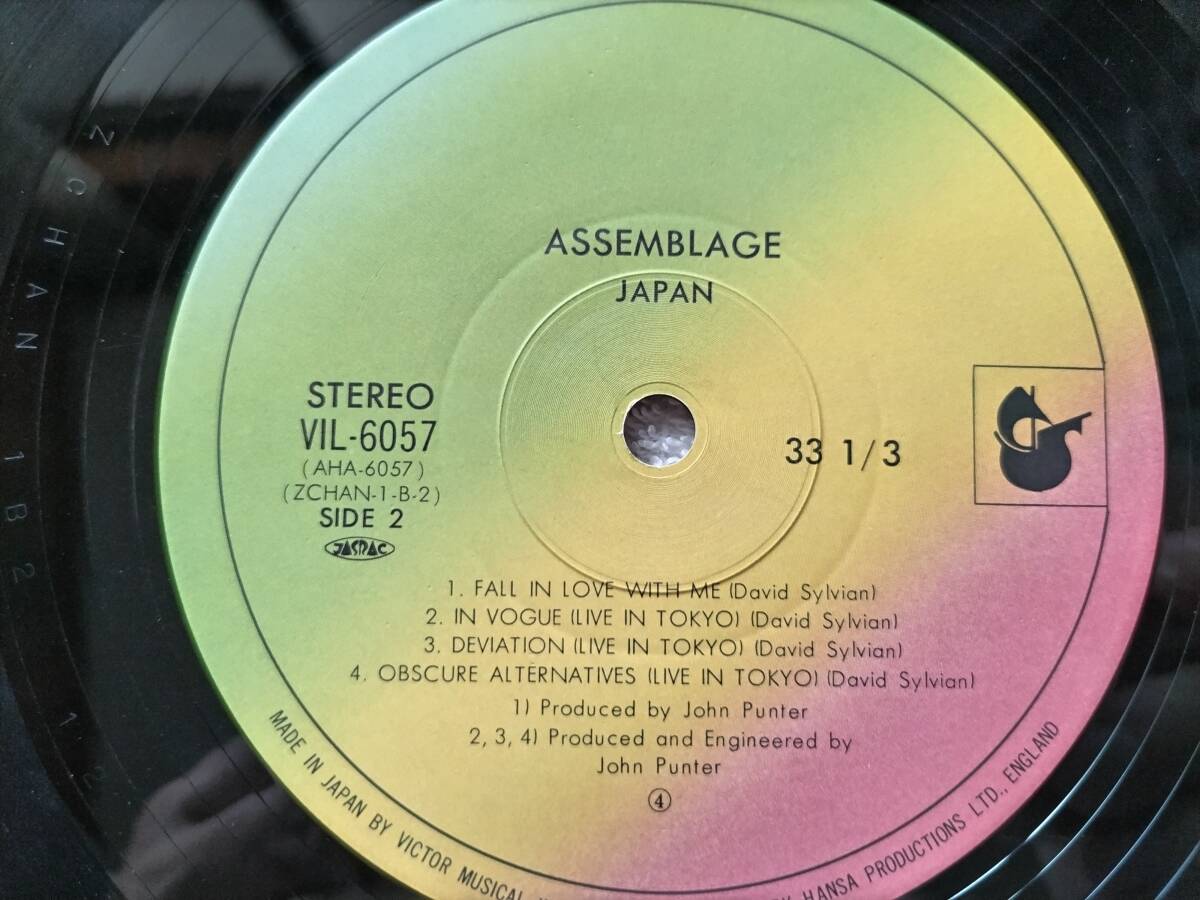 ASSEMBLAGE
JAPAN
STEREO
VIL-6057
(AHA-6057)
(ZCHAN-1-B-2)
SIDE 2
JASRAC
33 1/3
1. FALL IN LOVE WITH ME (David Sylvian)
2. IN VOGUE (LIVE IN TOKYO) (David Sylvian)
3. DEVIATION (LIVE IN TOKYO) (David Sylvian)
4. OBSCURE ALTERNATIVES (LIVE IN TOKYO) (David Sylvian)
1) Produced by John Punter
2, 3, 4) Produced and Engineered by
John Punter
④
MADE IN JAPAN BY VICTOR MUSICAL
HANSA PRODUCTIONS LTD., ENGLAND
ZCHAN 1B2 12